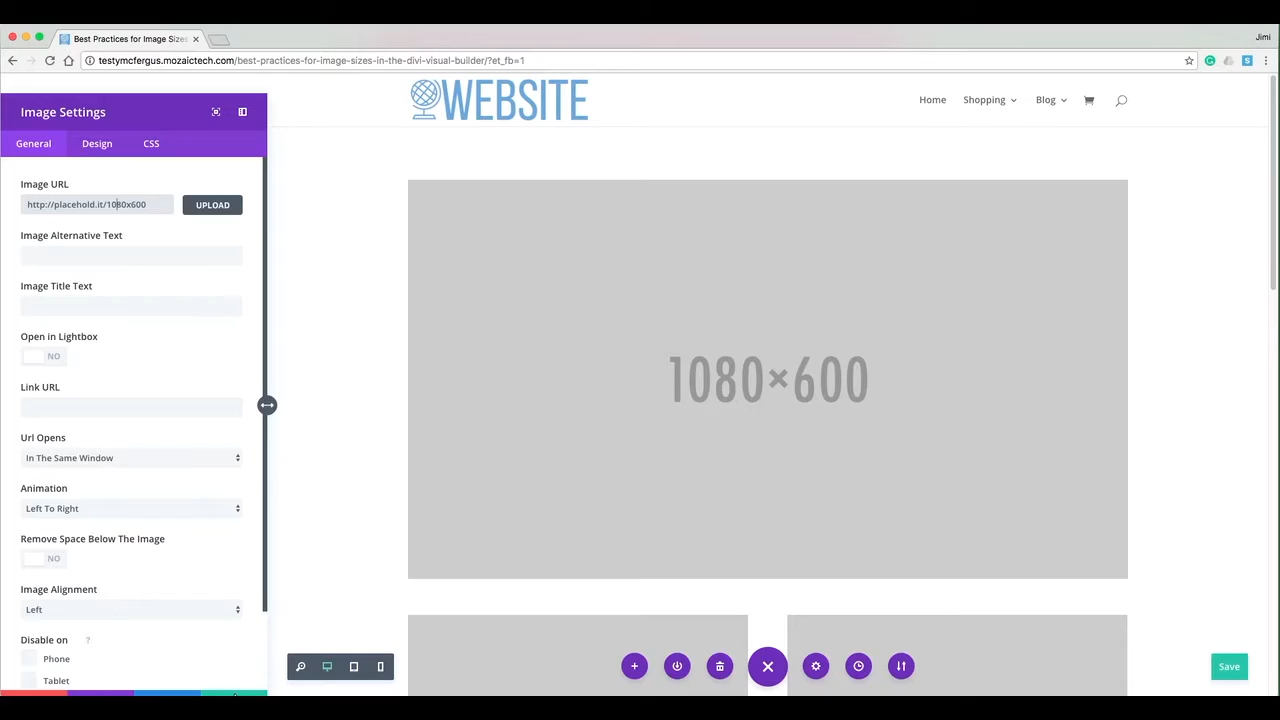 Best Practices for Image Sizes
Jimi
testymcfergus.mozaictech.com/best-practices-for-image-sizes-in-the-divi-visual-builder/?et_fb=1
WEBSITE
Home Shopping Blog
Image Settings
General Design CSS
Image URL
http://placehold.it/1080x600 UPLOAD
Image Alternative Text
Image Title Text
Open in Lightbox
NO
Link URL
Url Opens
In The Same Window
Animation
Left To Right
Remove Space Below The Image
NO
Image Alignment
Left
Disable on ?
Phone
Tablet
1080×600
Save